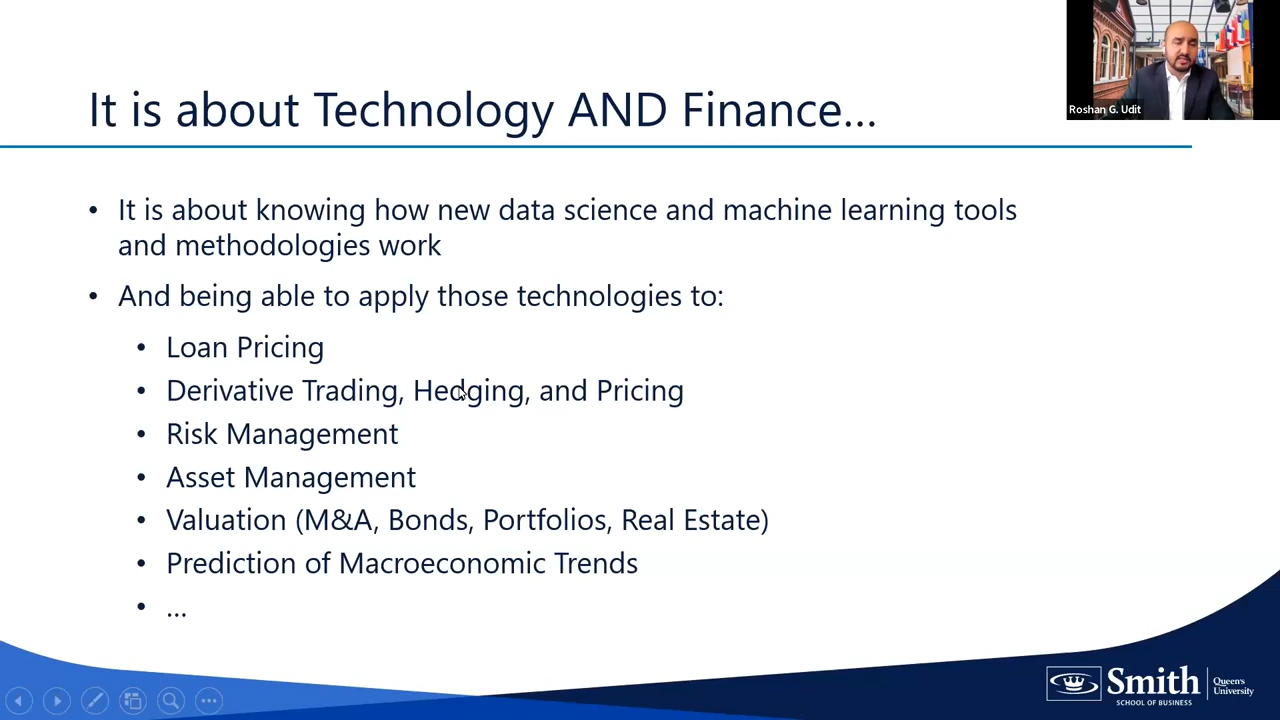 It is about Technology AND Finance...
Roshan G. Udit
• It is about knowing how new data science and machine learning tools
and methodologies work
• And being able to apply those technologies to:
• Loan Pricing
• Derivative Trading, Hedging, and Pricing
• Risk Management
• Asset Management
• Valuation (M&A, Bonds, Portfolios, Real Estate)
• Prediction of Macroeconomic Trends
• ...
Smith
SCHOOL OF BUSINESS
Queen's
University